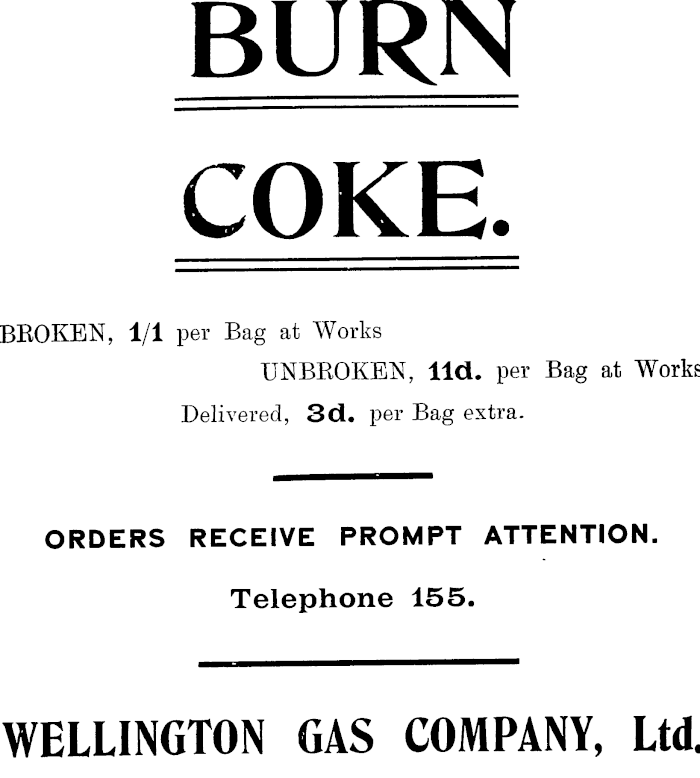 BURN
COKE.
BROKEN, 1/1 per Bag at Works
UNBROKEN, 11d. per Bag at Works
Delivered, 3d. per Bag extra.
ORDERS RECEIVE PROMPT ATTENTION.
Telephone 155.
WELLINGTON GAS COMPANY, Ltd.